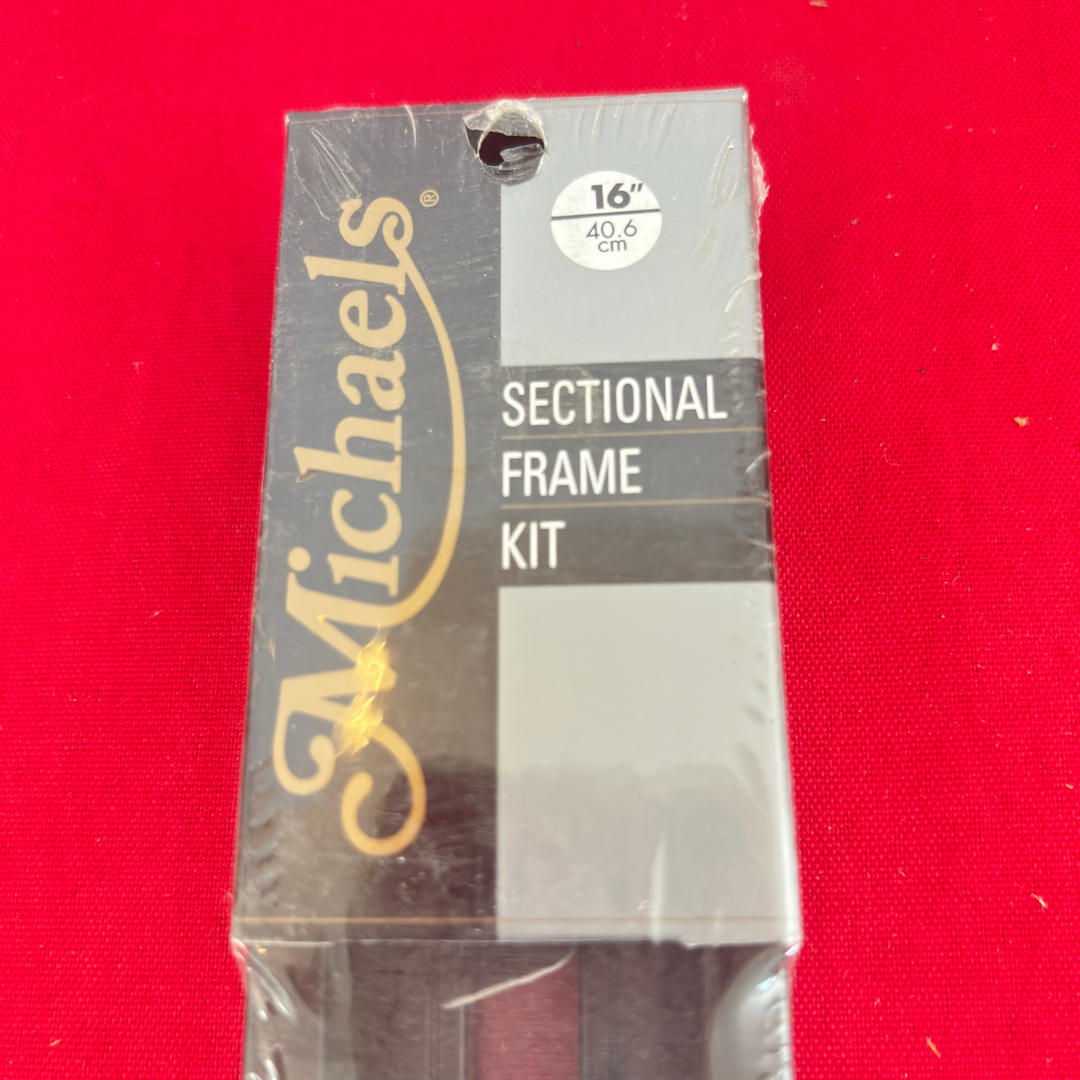 Michaels®
16"
40.6
cm
SECTIONAL
FRAME
KIT